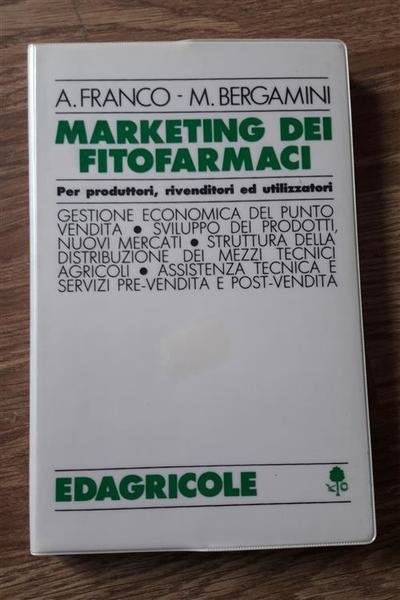 A. FRANCO - M. BERGAMINI
MARKETING DEI
FITOFARMACI
Per produttori, rivenditori ed utilizzatori
GESTIONE ECONOMICA DEL PUNTO
VENDITA • SVILUPPO DEI PRODOTTI,
NUOVI MERCATI • STRUTTURA DELLA
DISTRIBUZIONE DEI MEZZI TECNICI
AGRICOLI • ASSISTENZA TECNICA E
SERVIZI PRE-VENDITA E POST-VENDITA
EDAGRICOLE